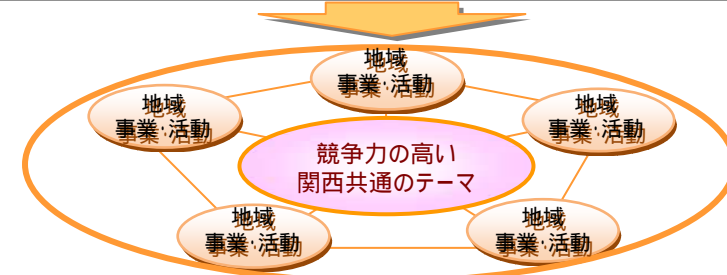 地域
事業・活動
地域
事業・活動
地域
事業・活動
競争力の高い
関西共通のテーマ
地域
事業・活動
地域
事業・活動